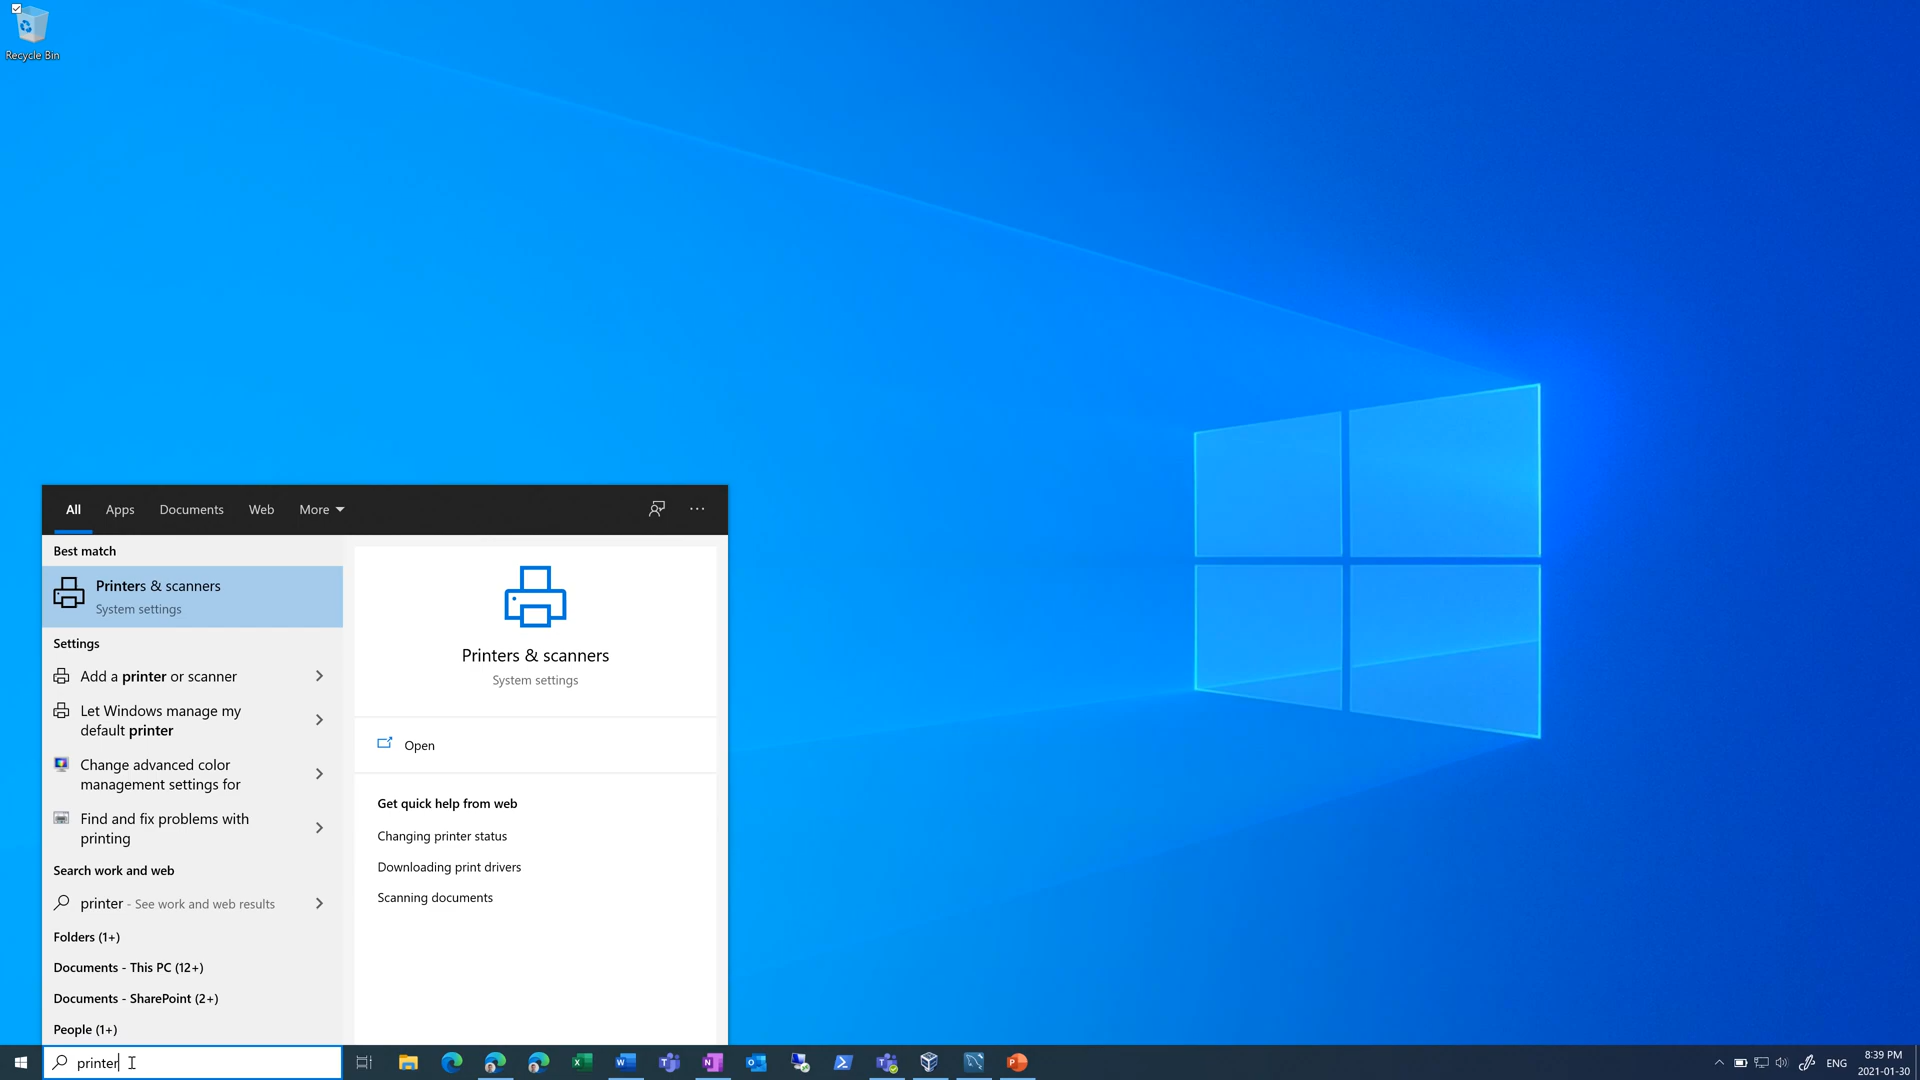 Recycle Bin
All Apps Documents Web More
Best match
Printers & scanners
System settings
Settings
Add a printer or scanner
Let Windows manage my
default printer
Change advanced color
management settings for
Find and fix problems with
printing
Search work and web
printer - See work and web results
Folders (1+)
Documents - This PC (12+)
Documents - SharePoint (2+)
People (1+)
Printers & scanners
System settings
Open
Get quick help from web
Changing printer status
Downloading print drivers
Scanning documents
printer
ENG
8:39 PM
2021-01-30